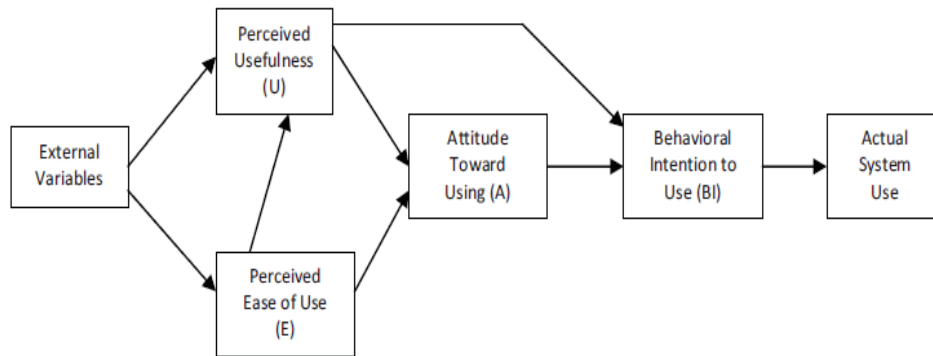 External
Variables
Perceived
Usefulness
(U)
Perceived
Ease of Use
(E)
Attitude
Toward
Using (A)
Behavioral
Intention to
Use (BI)
Actual
System
Use